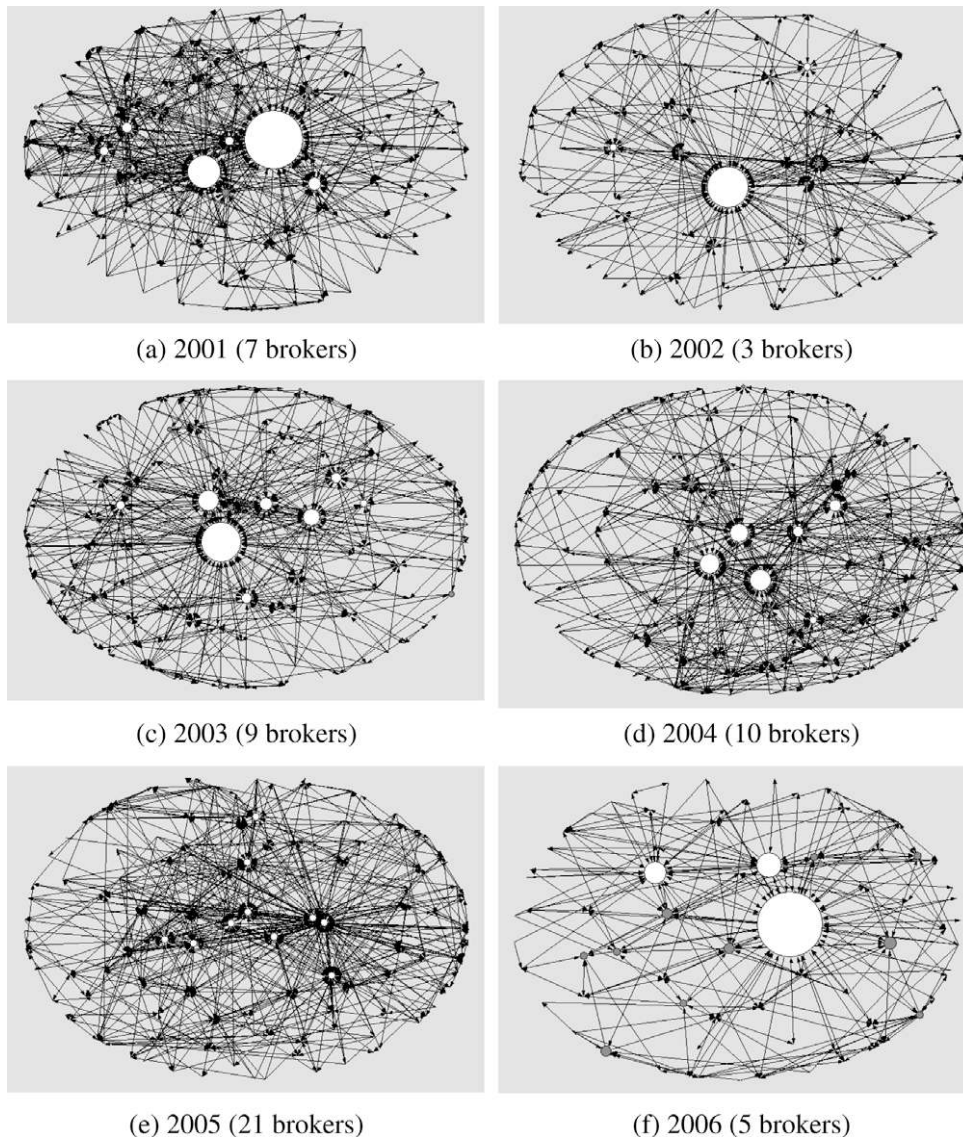 (a) 2001 (7 brokers)
(b) 2002 (3 brokers)
(c) 2003 (9 brokers)
(d) 2004 (10 brokers)
(e) 2005 (21 brokers)
(f) 2006 (5 brokers)